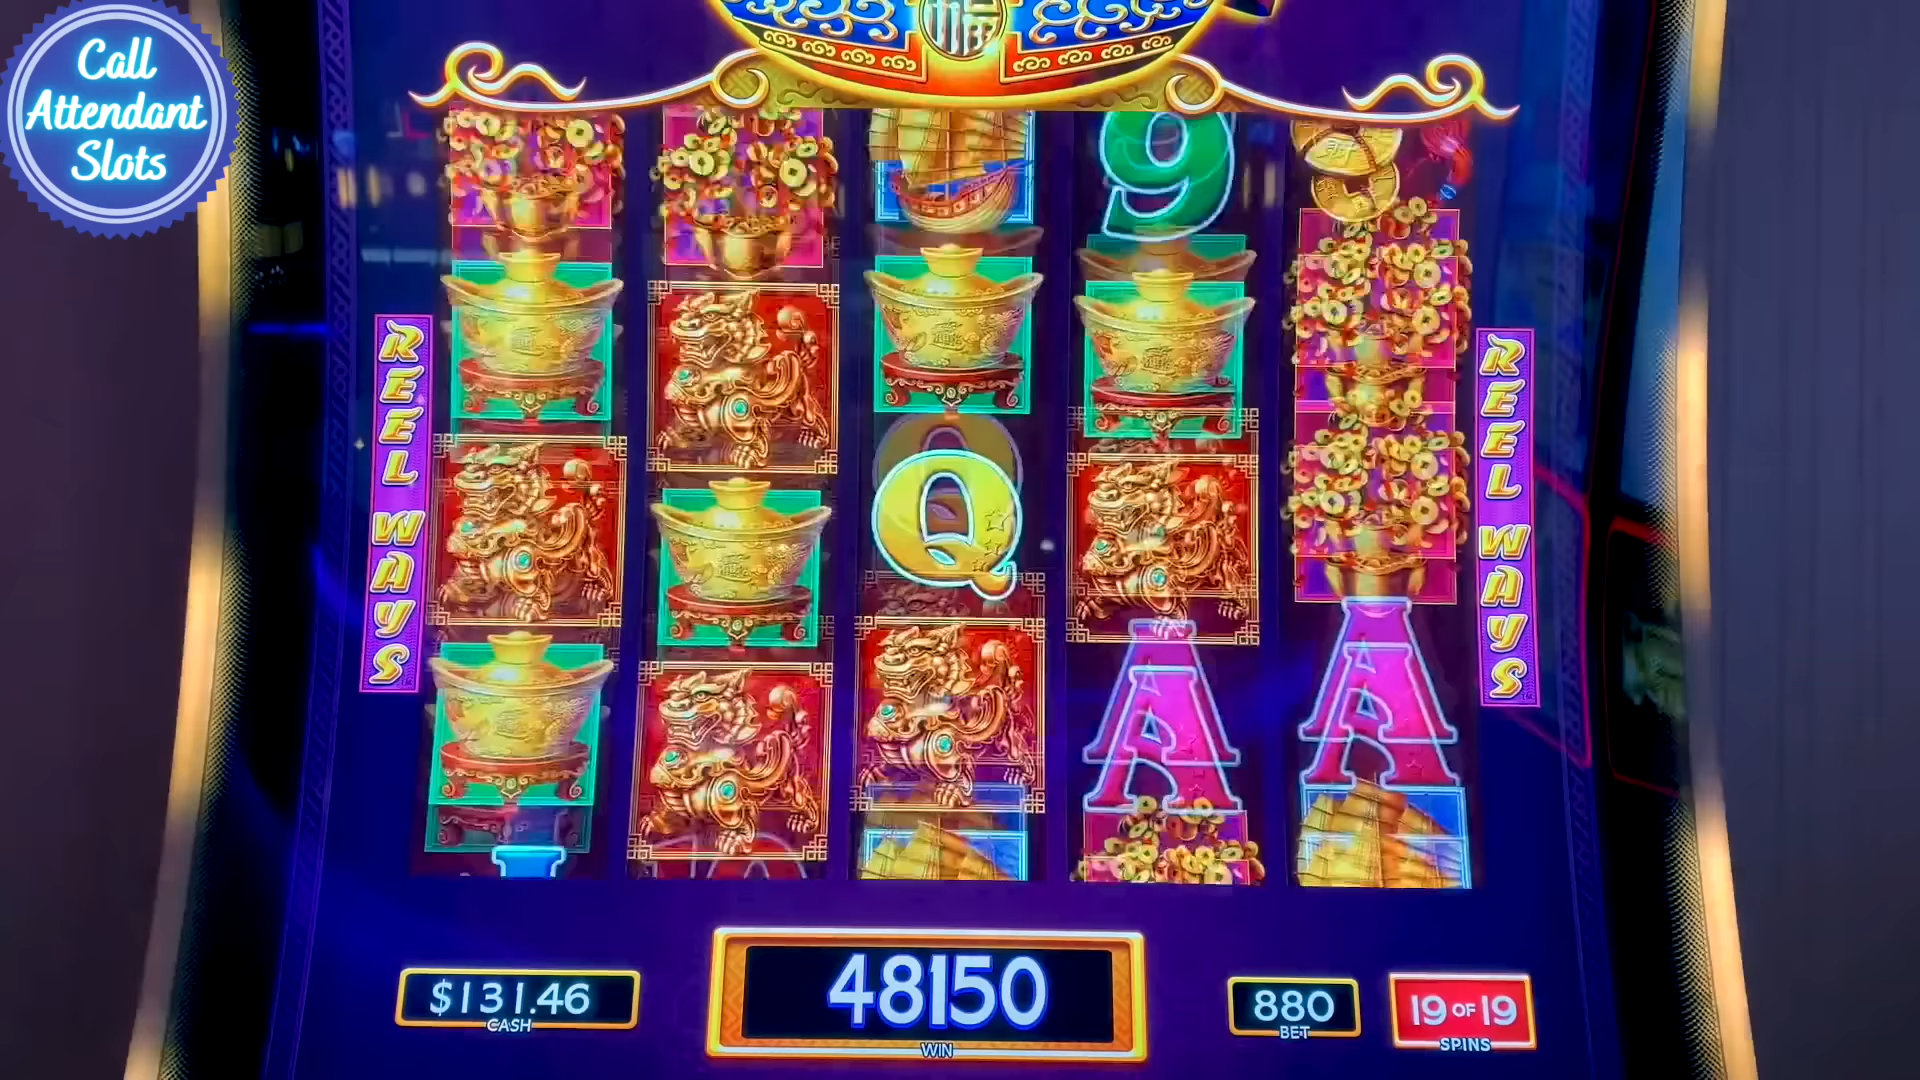 Call
Attendant
Slots
福
9
REEL WAYS
REEL WAYS
Q
A
A
$131.46
CASH
48150
WIN
880
BET
19 OF 19
SPINS